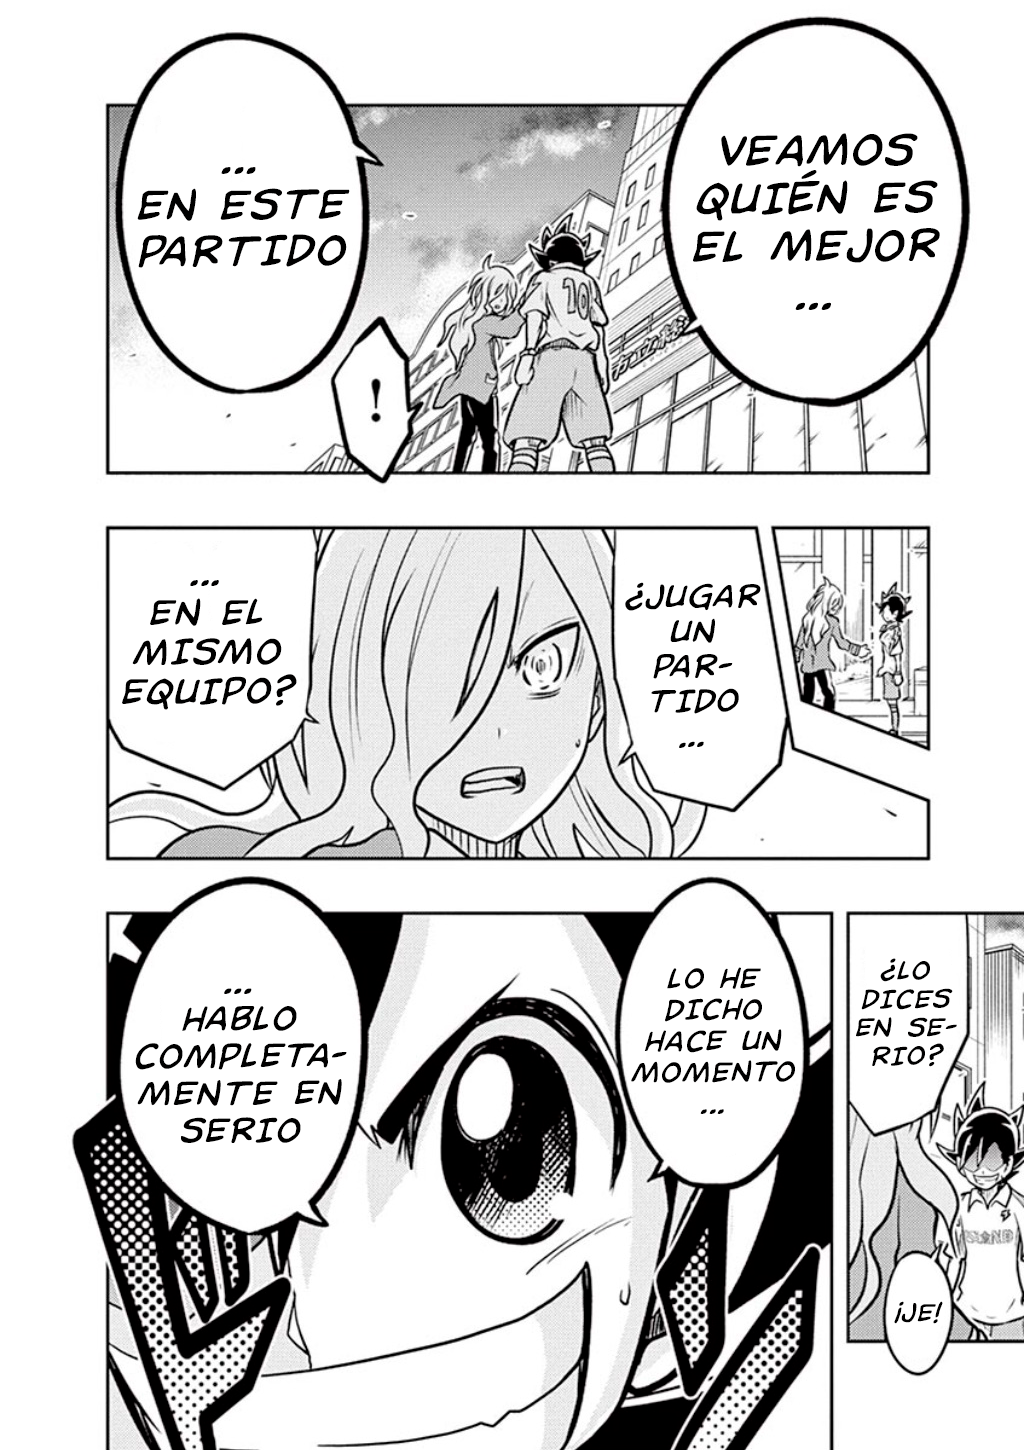 VEAMOS
QUIÉN ES
EL MEJOR
...
...
EN ESTE
PARTIDO
!
10
¿JUGAR
UN
PAR-
TIDO
...
...
EN EL
MISMO
EQUIPO?
¿LO
DICES
EN SE-
RIO?
¡JE!
LO HE
DICHO
HACE UN
MOMENTO
...
...
HABLO
COMPLETA-
MENTE EN
SERIO